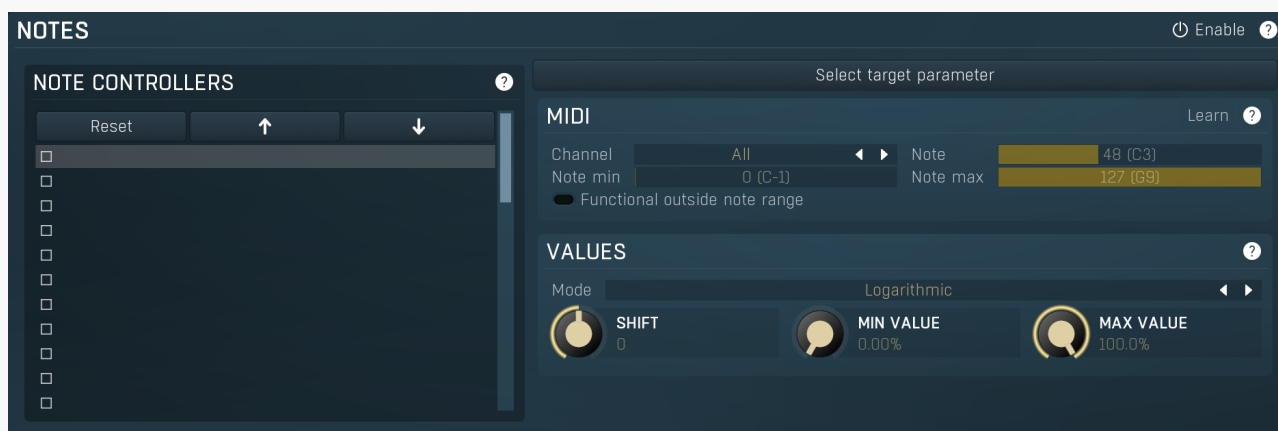 NOTES
Enable ?
NOTE CONTROLLERS ?
Reset
Select target parameter
MIDI
Learn ?
Channel All Note 48 (C3)
Note min 0 (C-1) Note max 127 (G9)
Functional outside note range
VALUES ?
Mode Logarithmic
SHIFT
0
MIN VALUE
0.00%
MAX VALUE
100.0%